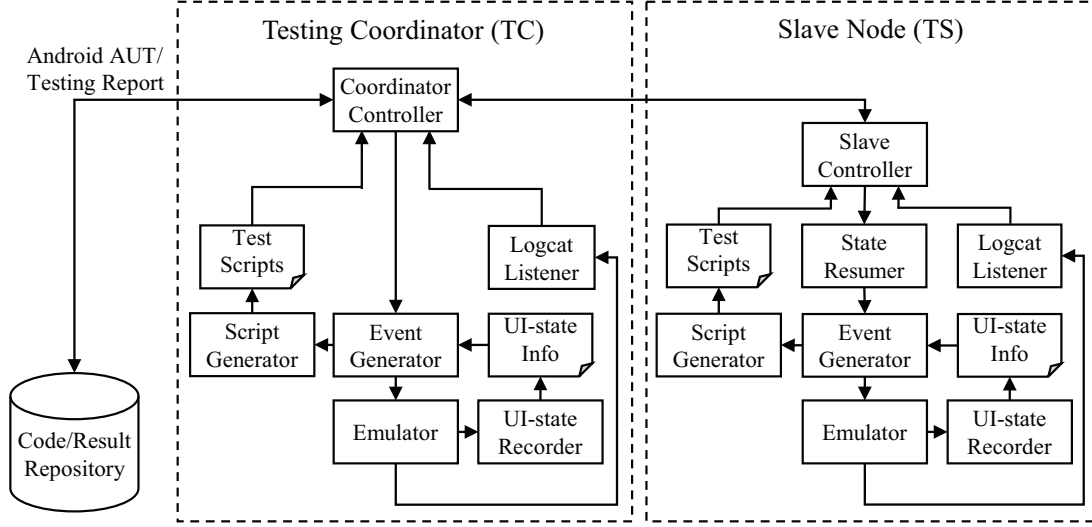 Android AUT/
Testing Report
Code/Result
Repository
Testing Coordinator (TC)
Coordinator
Controller
Test
Scripts
Logcat
Listener
Script
Generator
Event
Generator
UI-state
Info
Emulator
UI-state
Recorder
Slave Node (TS)
Slave
Controller
Test
Scripts
State
Resumer
Logcat
Listener
Script
Generator
Event
Generator
UI-state
Info
Emulator
UI-state
Recorder